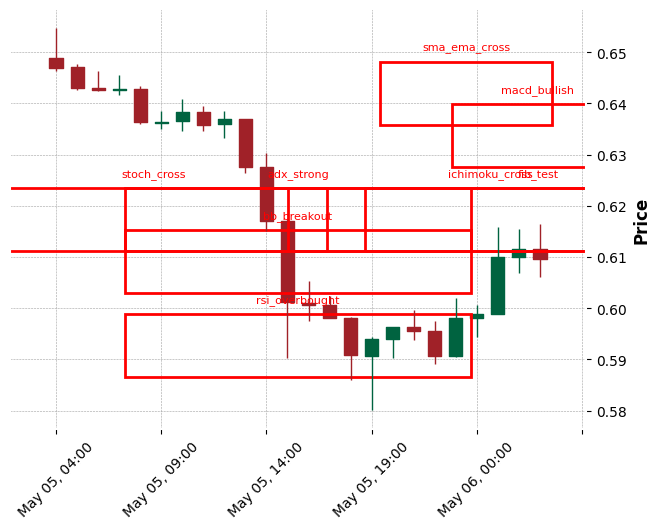 sma_ema_cross
0.65
macd_bullish
0.64
0.63
stoch_cross
adx_strong
ichimoku_cross
fib_test
0.62
Price
0.61
0.60
rsi_overbought
0.59
0.58
May 05, 04:00
May 05, 09:00
May 05, 14:00
May 05, 19:00
May 06, 00:00